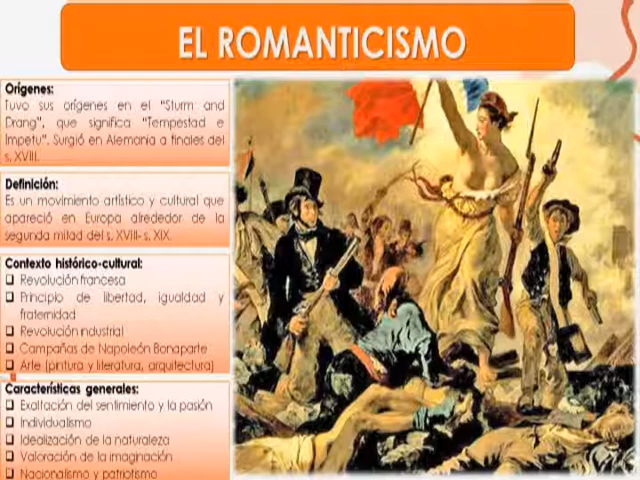 EL ROMANTICISMO
Orígenes:
Tuvo sus orígenes en el "Sturm and
Drang", que significa "Tempestad e
Impetu". Surgió en Alemania a finales del
s. XVIII.
Definición:
Es un movimiento artístico y cultural que
apareció en Europa alrededor de la
segunda mitad del s. XVIII- s. XIX.
Contexto histórico-cultural:
Revolución francesa
Principio de libertad, igualdad y
fraternidad
Revolución industrial
Campañas de Napoleón Bonaparte
Arte (pintura y literatura, arquitectura)
Características generales:
Exaltación del sentimiento y la pasión
Individualismo
Idealización de la naturaleza
Valoración de la imaginación
Nacionalismo y patriotismo